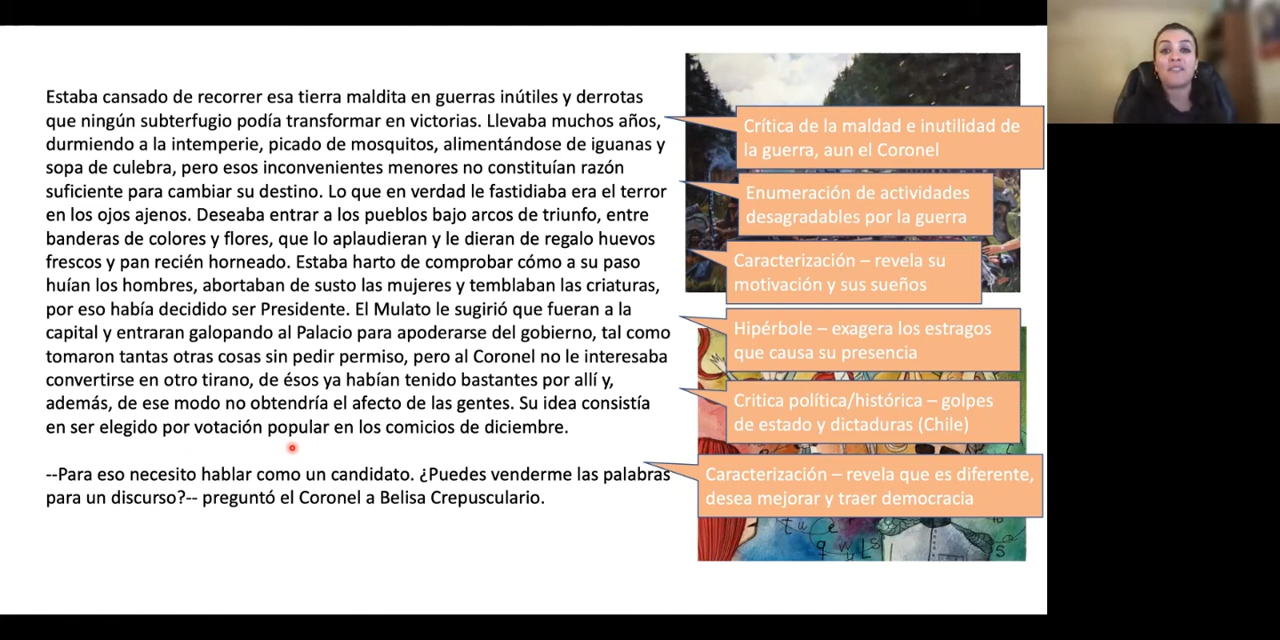 Estaba cansado de recorrer esa tierra maldita en guerras inútiles y derrotas
que ningún subterfugio podía transformar en victorias. Llevaba muchos años,
durmiendo a la intemperie, picado de mosquitos, alimentándose de iguanas y
sopa de culebra, pero esos inconvenientes menores no constituían razón
suficiente para cambiar su destino. Lo que en verdad le fastidiaba era el terror
en los ojos ajenos. Deseaba entrar a los pueblos bajo arcos de triunfo, entre
banderas de colores y flores, que lo aplaudieran y le dieran de regalo huevos
frescos y pan recién horneado. Estaba harto de comprobar cómo a su paso
huían los hombres, abortaban de susto las mujeres y temblaban las criaturas,
por eso había decidido ser Presidente. El Mulato le sugirió que fueran a la
capital y entraran galopando al Palacio para apoderarse del gobierno, tal como
tomaron tantas otras cosas sin pedir permiso, pero al Coronel no le interesaba
convertirse en otro tirano, de ésos ya habían tenido bastantes por allí y,
además, de ese modo no obtendría el afecto de las gentes. Su idea consistía
en ser elegido por votación popular en los comicios de diciembre.
--Para eso necesito hablar como un candidato. ¿Puedes venderme las palabras
para un discurso?-- preguntó el Coronel a Belisa Crepusculario.
Crítica de la maldad e inutilidad de
la guerra, aun el Coronel
Enumeración de actividades
desagradables por la guerra
Caracterización – revela su
motivación y sus sueños
Hipérbole – exagera los estragos
que causa su presencia
Critica política/histórica – golpes
de estado y dictaduras (Chile)
Caracterización – revela que es diferente,
desea mejorar y traer democracia